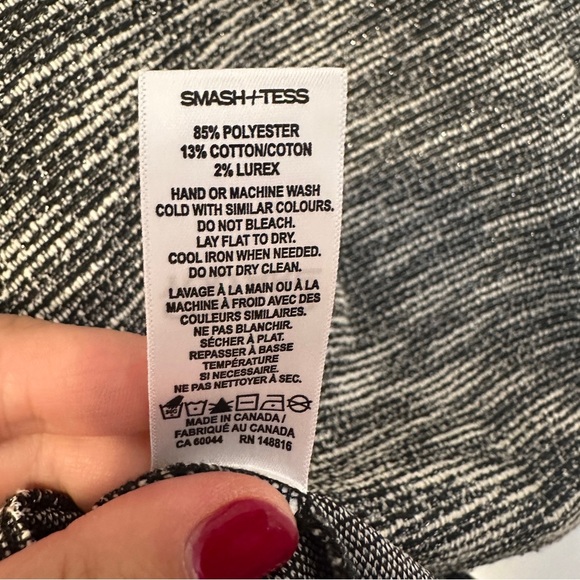 SMASH+TESS
85% POLYESTER
13% COTTON/COTON
2% LUREX
HAND OR MACHINE WASH
COLD WITH SIMILAR COLOURS.
DO NOT BLEACH.
LAY FLAT TO DRY.
COOL IRON WHEN NEEDED.
DO NOT DRY CLEAN.
LAVAGE À LA MAIN OU À LA
MACHINE À FROID AVEC DES
COULEURS SIMILAIRES.
NE PAS BLANCHIR.
SÉCHER À PLAT.
REPASSER À BASSE
TEMPÉRATURE
SI NECESSAIRE.
NE PAS NETTOYER À SEC.
MADE IN CANADA/
FABRIQUÉ AU CANADA
CA 60044 RN 148816